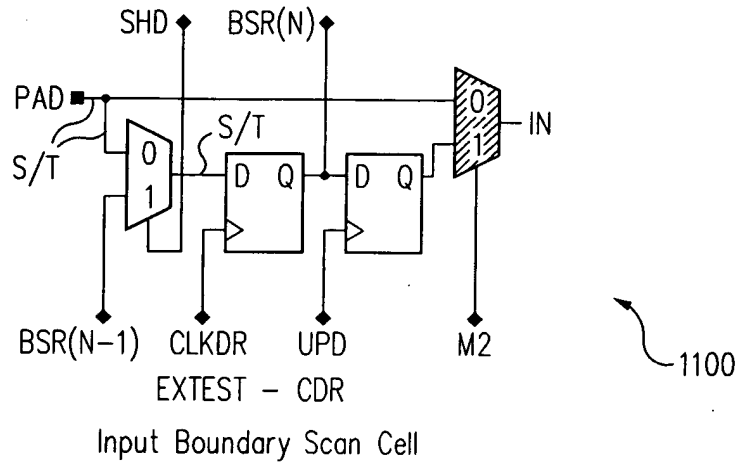 SHD BSR(N)
PAD
0
IN
S/T
S/T
0
D Q
D Q
1
1
BSR(N-1) CLKDR UPD M2
1100
EXTEST - CDR
Input Boundary Scan Cell